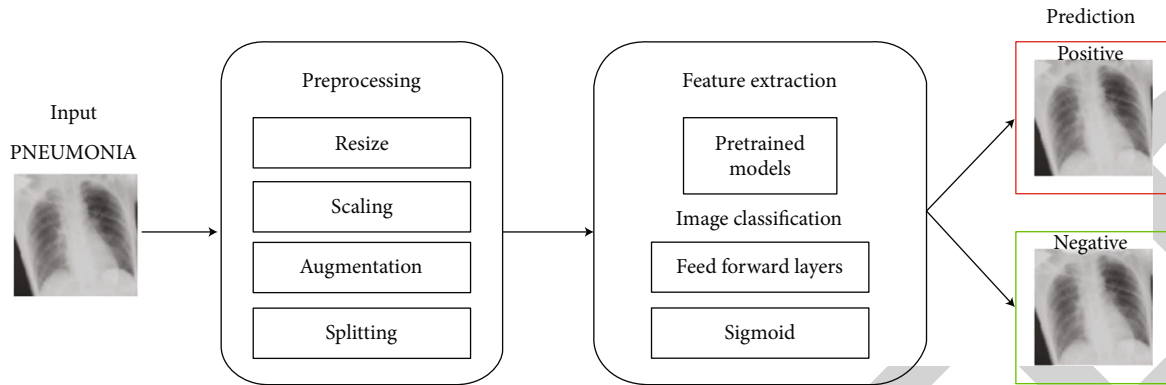 Input
PNEUMONIA
Preprocessing
Resize
Scaling
Augmentation
Splitting
Feature extraction
Pretrained
models
Image classification
Feed forward layers
Sigmoid
Prediction
Positive
Negative